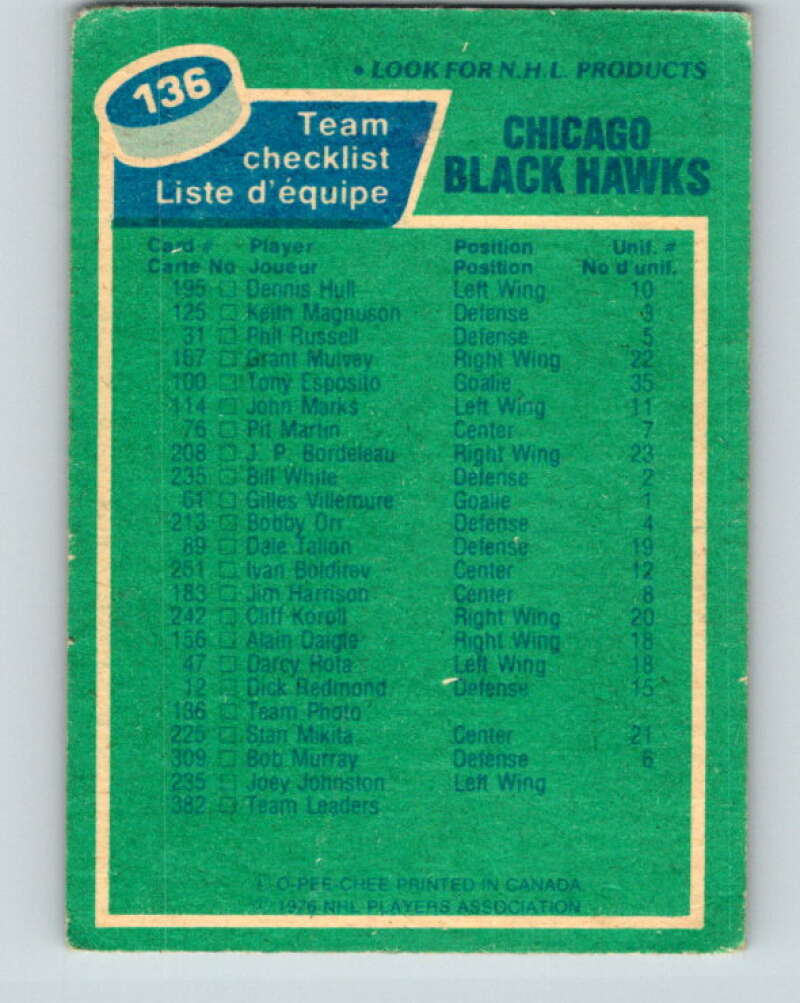 136
• LOOK FOR N.H.L. PRODUCTS
Team checklist
Liste d'équipe
CHICAGO
BLACK HAWKS
Card # Player Position Unif. #
Carte No Joueur Position No d'unif.
195 Dennis Hull Left Wing 10
125 Keith Magnuson Defense 3
31 Phil Russell Defense 5
167 Grant Mulvey Right Wing 22
100 Tony Esposito Goalie 35
114 John Marks Left Wing 11
76 Pit Martin Center 7
208 J. P. Bordeleau Right Wing 23
235 Bill White Defense 2
61 Gilles Villemure Goalie 1
213 Bobby Orr Defense 4
89 Dale Tallon Defense 19
251 Ivan Boldirev Center 12
183 Jim Harrison Center 8
242 Cliff Koroll Right Wing 20
156 Alain Daigle Right Wing 18
47 Darcy Rota Left Wing 18
12 Dick Redmond Defense 15
136 Team Photo
225 Stan Mikita Center 21
309 Bob Murray Defense 6
235 Joey Johnston Left Wing
382 Team Leaders
© O-PEE-CHEE PRINTED IN CANADA
© 1976 NHL PLAYERS ASSOCIATION